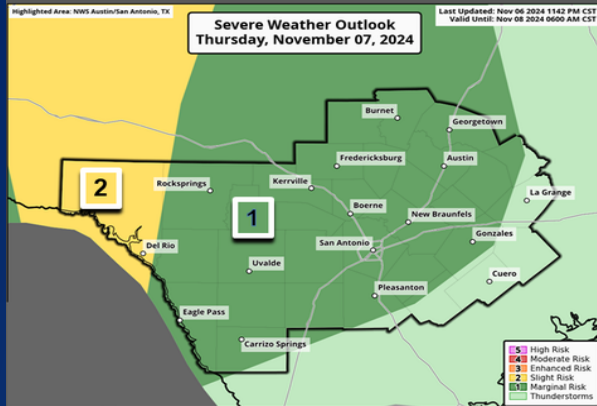 Highlighted Area: NWS Austin/San Antonio, TX
Severe Weather Outlook
Thursday, November 07, 2024
Last Updated: Nov 06 2024 1142 PM CST
Valid Until: Nov 08 2024 0600 AM CST
Burnet
Georgetown
Fredericksburg
Austin
2
Rocksprings
Kerrville
La Grange
1
Boerne
New Braunfels
Gonzales
San Antonio
Del Rio
Uvalde
Cuero
Pleasanton
Eagle Pass
Carrizo Springs
5 High Risk
4 Moderate Risk
3 Enhanced Risk
2 Slight Risk
1 Marginal Risk
Thunderstorms